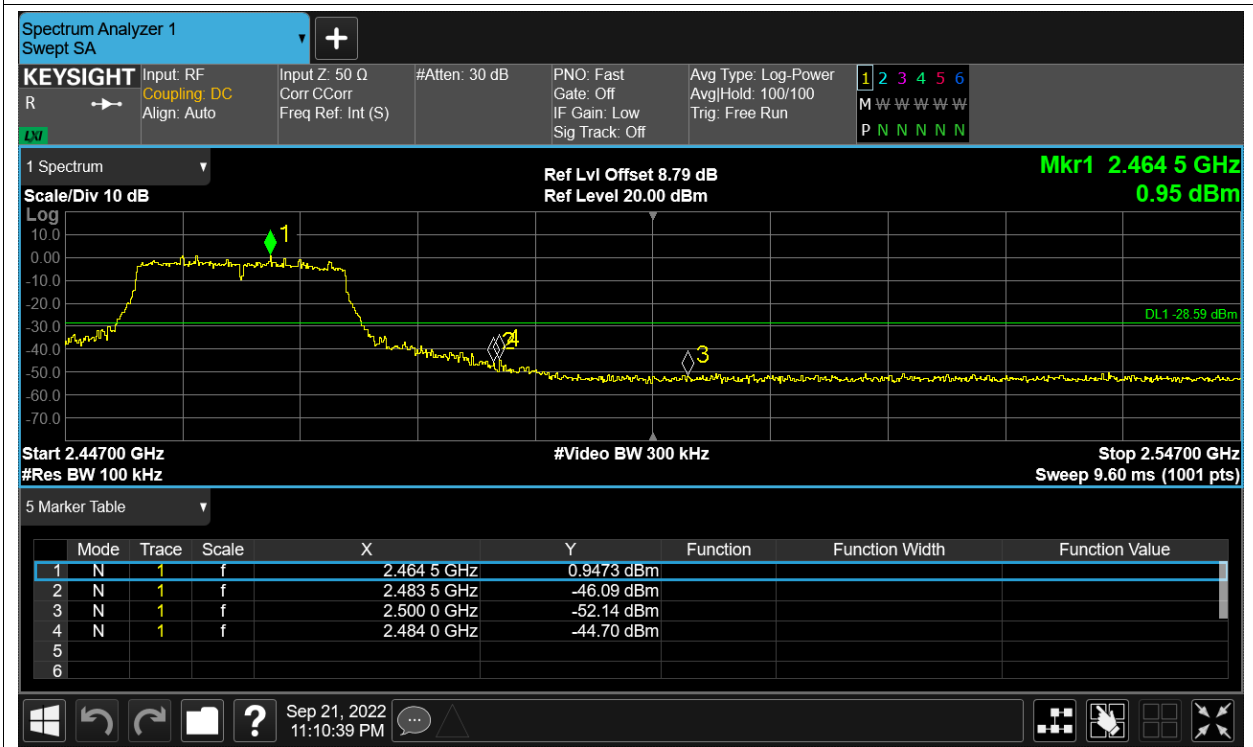 Spectrum Analyzer 1
Swept SA
▼
+
KEYSIGHT Input: RF Input Z: 50 Ω #Atten: 30 dB PNO: Fast Avg Type: Log-Power 1 2 3 4 5 6
R Coupling: DC Corr CCorr Gate: Off Avg|Hold: 100/100 M W W W W W
Align: Auto Freq Ref: Int (S) IF Gain: Low Trig: Free Run
LXI Sig Track: Off P N N N N N
1 Spectrum ▼ Ref Lvl Offset 8.79 dB Mkr1 2.464 5 GHz
Scale/Div 10 dB Ref Level 20.00 dBm 0.95 dBm
Log
10.0 1
0.00
-10.0
-20.0
-30.0 DL1 -28.59 dBm
-40.0 2 4
-50.0 3
-60.0
-70.0
Start 2.44700 GHz #Video BW 300 kHz Stop 2.54700 GHz
#Res BW 100 kHz Sweep 9.60 ms (1001 pts)
5 Marker Table ▼
Mode Trace Scale X Y Function Function Width Function Value
1 N 1 f 2.464 5 GHz 0.9473 dBm
2 N 1 f 2.483 5 GHz -46.09 dBm
3 N 1 f 2.500 0 GHz -52.14 dBm
4 N 1 f 2.484 0 GHz -44.70 dBm
5
6
? Sep 21, 2022
11:10:39 PM